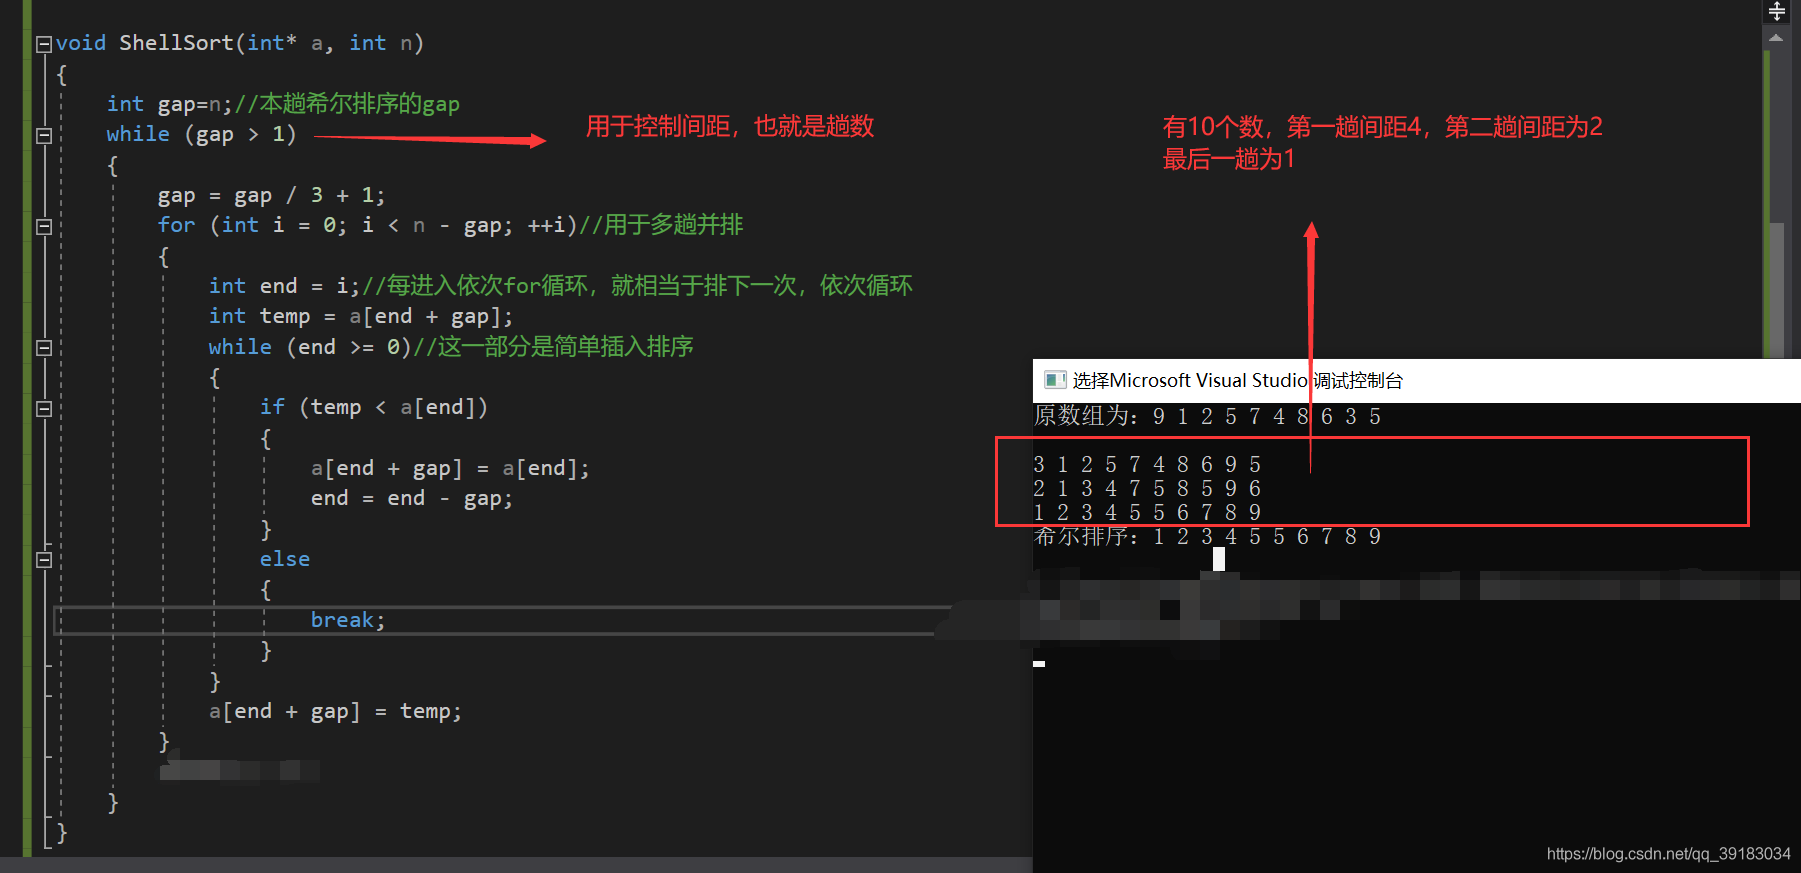 void ShellSort(int* a, int n)
{
int gap=n;//本趟希尔排序的gap
while (gap > 1)
用于控制间距，也就是趟数
{
gap = gap / 3 + 1;
for (int i = 0; i < n - gap; ++i)//用于多趟并排
{
int end = i;//每进入依次for循环，就相当于排下一次，依次循环
int temp = a[end + gap];
while (end >= 0)//这一部分是简单插入排序
{
if (temp < a[end])
{
a[end + gap] = a[end];
end = end - gap;
}
else
{
break;
}
}
a[end + gap] = temp;
}
}
}
有10个数，第一趟间距4，第二趟间距为2
最后一趟为1
选择Microsoft Visual Studio 调试控制台
原数组为：9 1 2 5 7 4 8 6 3 5
3 1 2 5 7 4 8 6 9 5
2 1 3 4 7 5 8 5 9 6
1 2 3 4 5 5 6 7 8 9
希尔排序：1 2 3 4 5 5 6 7 8 9
https://blog.csdn.net/qq_39183034